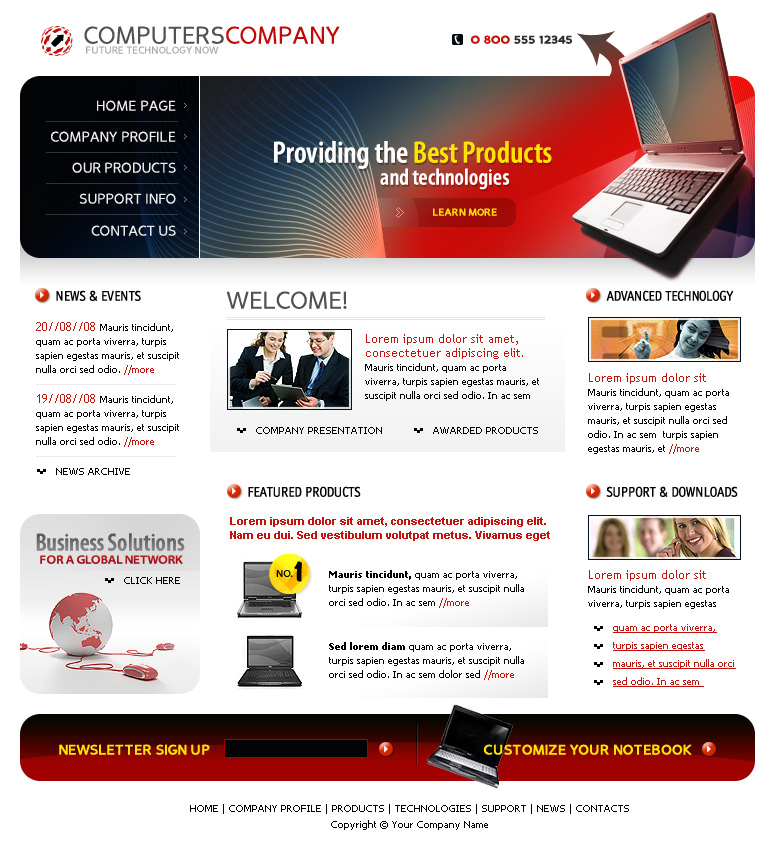 COMPUTERSCOMPANY
FUTURE TECHNOLOGY NOW
0 800 555 12345
HOME PAGE
COMPANY PROFILE
OUR PRODUCTS
SUPPORT INFO
CONTACT US
Providing the Best Products
and technologies
LEARN MORE
NEWS & EVENTS
20//08//08 Mauris tincidunt,
quam ac porta viverra, turpis
sapien egestas mauris, et suscipit
nulla orci sed odio. //more
19//08//08 Mauris tincidunt,
quam ac porta viverra, turpis
sapien egestas mauris, et suscipit
nulla orci sed odio. //more
NEWS ARCHIVE
Business Solutions
FOR A GLOBAL NETWORK
CLICK HERE
WELCOME!
Lorem ipsum dolor sit amet,
consectetuer adipiscing elit.
Mauris tincidunt, quam ac porta
viverra, turpis sapien egestas mauris, et
suscipit nulla orci sed odio. In ac sem
COMPANY PRESENTATION
AWARDED PRODUCTS
FEATURED PRODUCTS
Lorem ipsum dolor sit amet, consectetuer adipiscing elit.
Nam eu dui. Sed vestibulum volutpat metus. Vivamus eget
NO.1
Mauris tincidunt, quam ac porta viverra,
turpis sapien egestas mauris, et suscipit nulla
orci sed odio. In ac sem //more
Sed lorem diam quam ac porta viverra,
turpis sapien egestas mauris, et suscipit nulla
orci sed odio. In ac sem dolor sed //more
ADVANCED TECHNOLOGY
Lorem ipsum dolor sit
Mauris tincidunt, quam ac porta
viverra, turpis sapien egestas
mauris, et suscipit nulla orci sed
odio. In ac sem turpis sapien
egestas mauris, et //more
SUPPORT & DOWNLOADS
Lorem ipsum dolor sit
Mauris tincidunt, quam ac porta
viverra, turpis sapien egestas
quam ac porta viverra,
turpis sapien egestas
mauris, et suscipit nulla orci
sed odio. In ac sem
NEWSLETTER SIGN UP
CUSTOMIZE YOUR NOTEBOOK
HOME | COMPANY PROFILE | PRODUCTS | TECHNOLOGIES | SUPPORT | NEWS | CONTACTS
Copyright © Your Company Name